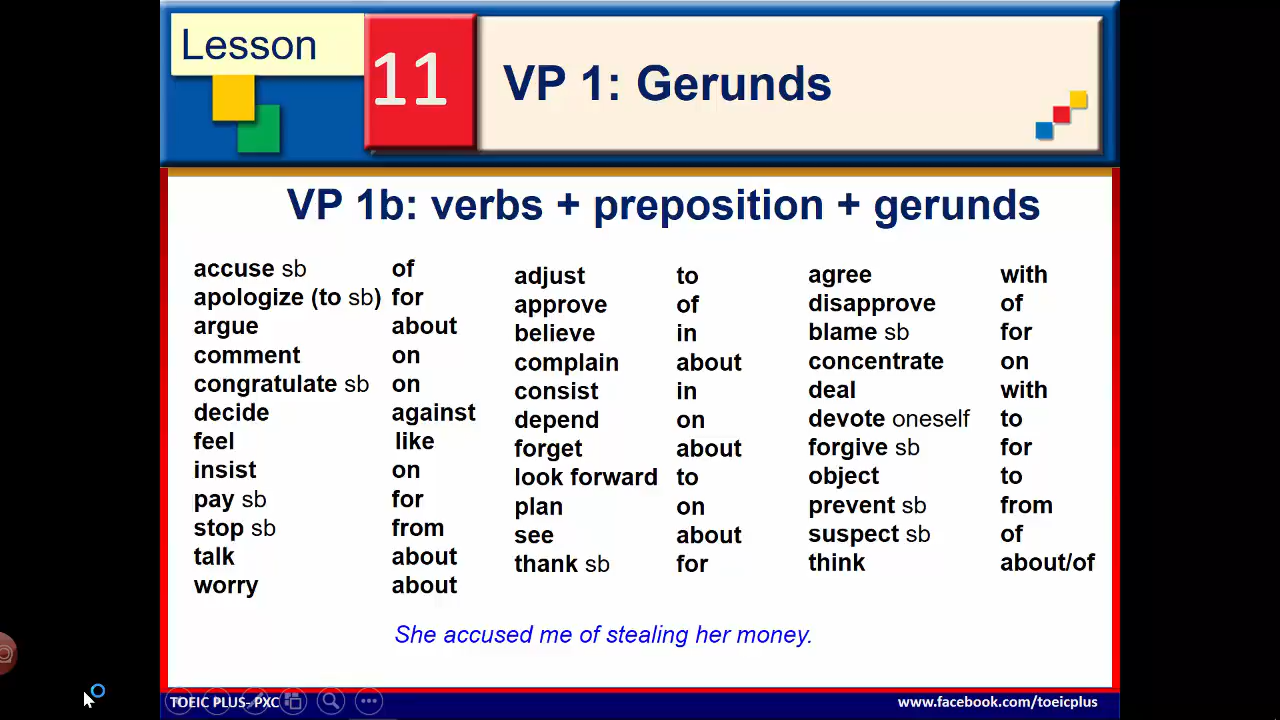 Lesson
11
VP 1: Gerunds
VP 1b: verbs + preposition + gerunds
accuse sb of
apologize (to sb) for
argue about
comment on
congratulate sb on
decide against
feel like
insist on
pay sb for
stop sb from
talk about
worry about
adjust to
approve of
believe in
complain about
consist in
depend on
forget about
look forward to
plan on
see about
thank sb for
agree with
disapprove of
blame sb for
concentrate on
deal with
devote oneself to
forgive sb for
object to
prevent sb from
suspect sb of
think about/of
She accused me of stealing her money.
TOEIC PLUS- PXC
www.facebook.com/toeicplus